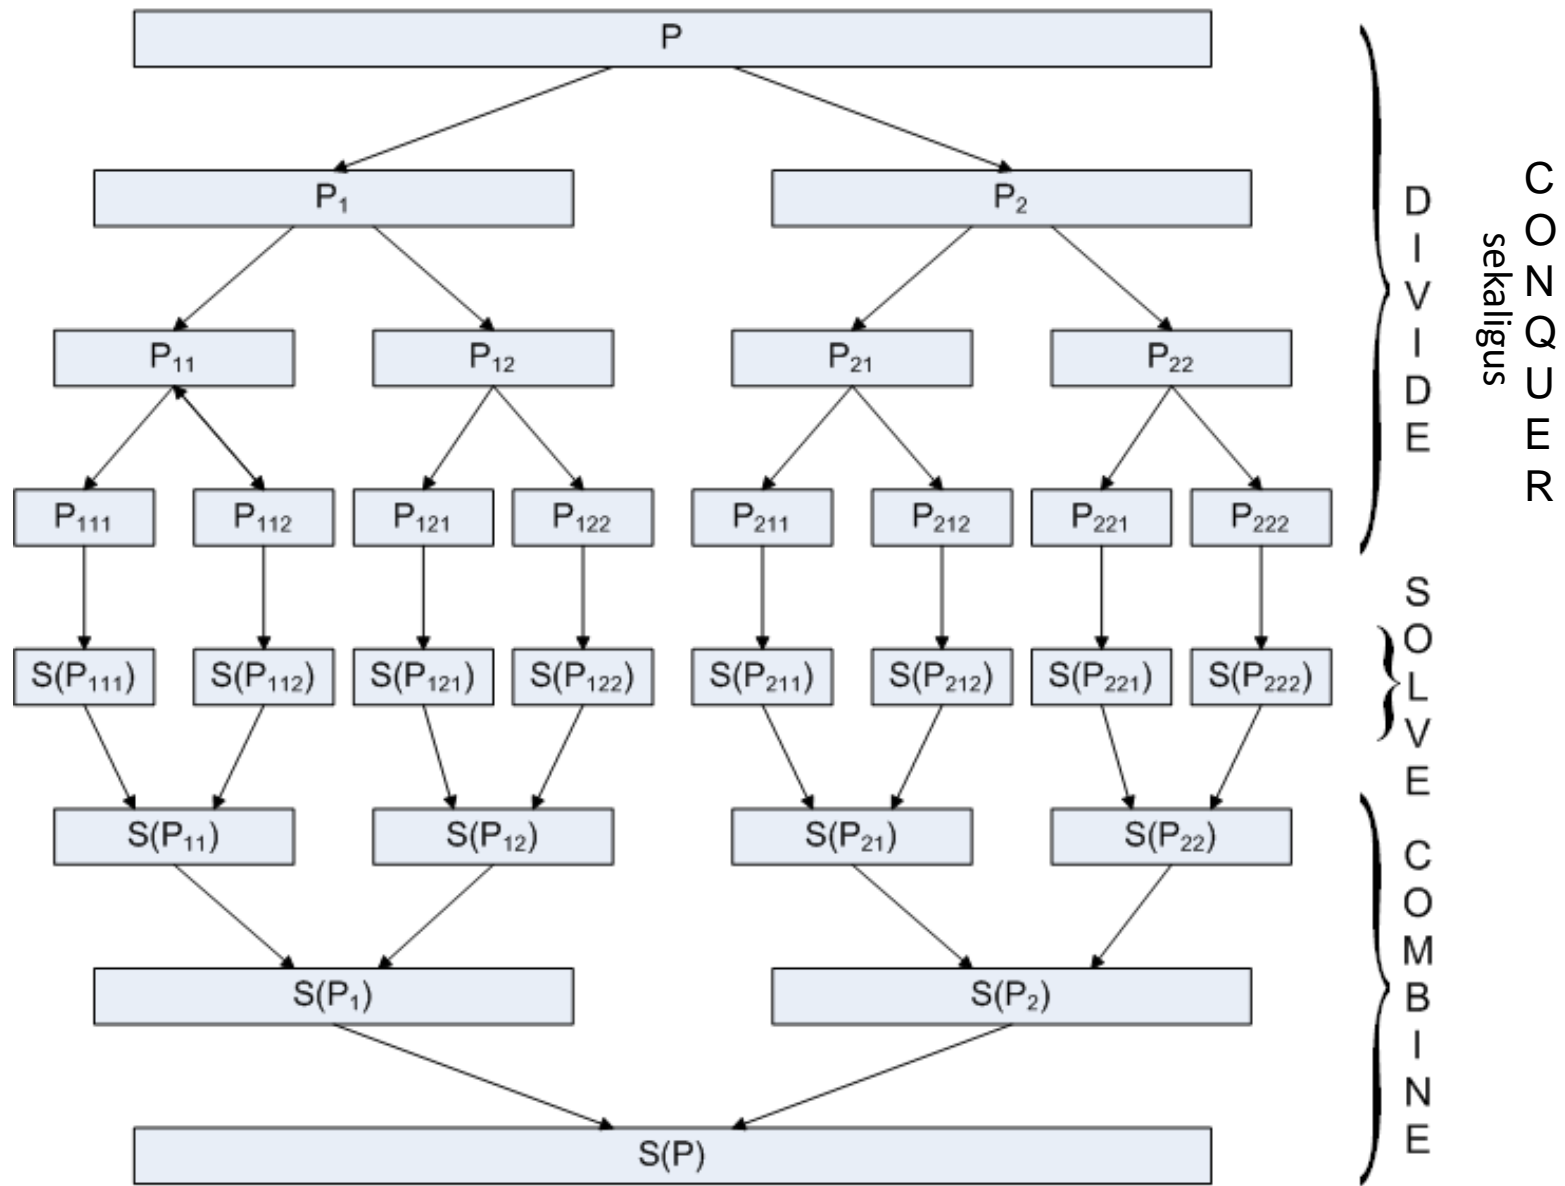 P
P₁ P₂
P₁₁ P₁₂ P₂₁ P₂₂
P₁₁₁ P₁₁₂ P₁₂₁ P₁₂₂ P₂₁₁ P₂₁₂ P₂₂₁ P₂₂₂
S(P₁₁₁) S(P₁₁₂) S(P₁₂₁) S(P₁₂₂) S(P₂₁₁) S(P₂₁₂) S(P₂₂₁) S(P₂₂₂)
S(P₁₁) S(P₁₂) S(P₂₁) S(P₂₂)
S(P₁) S(P₂)
S(P)
DIVIDE
sekaligus
CONQUER
SOLVE
COMBINE